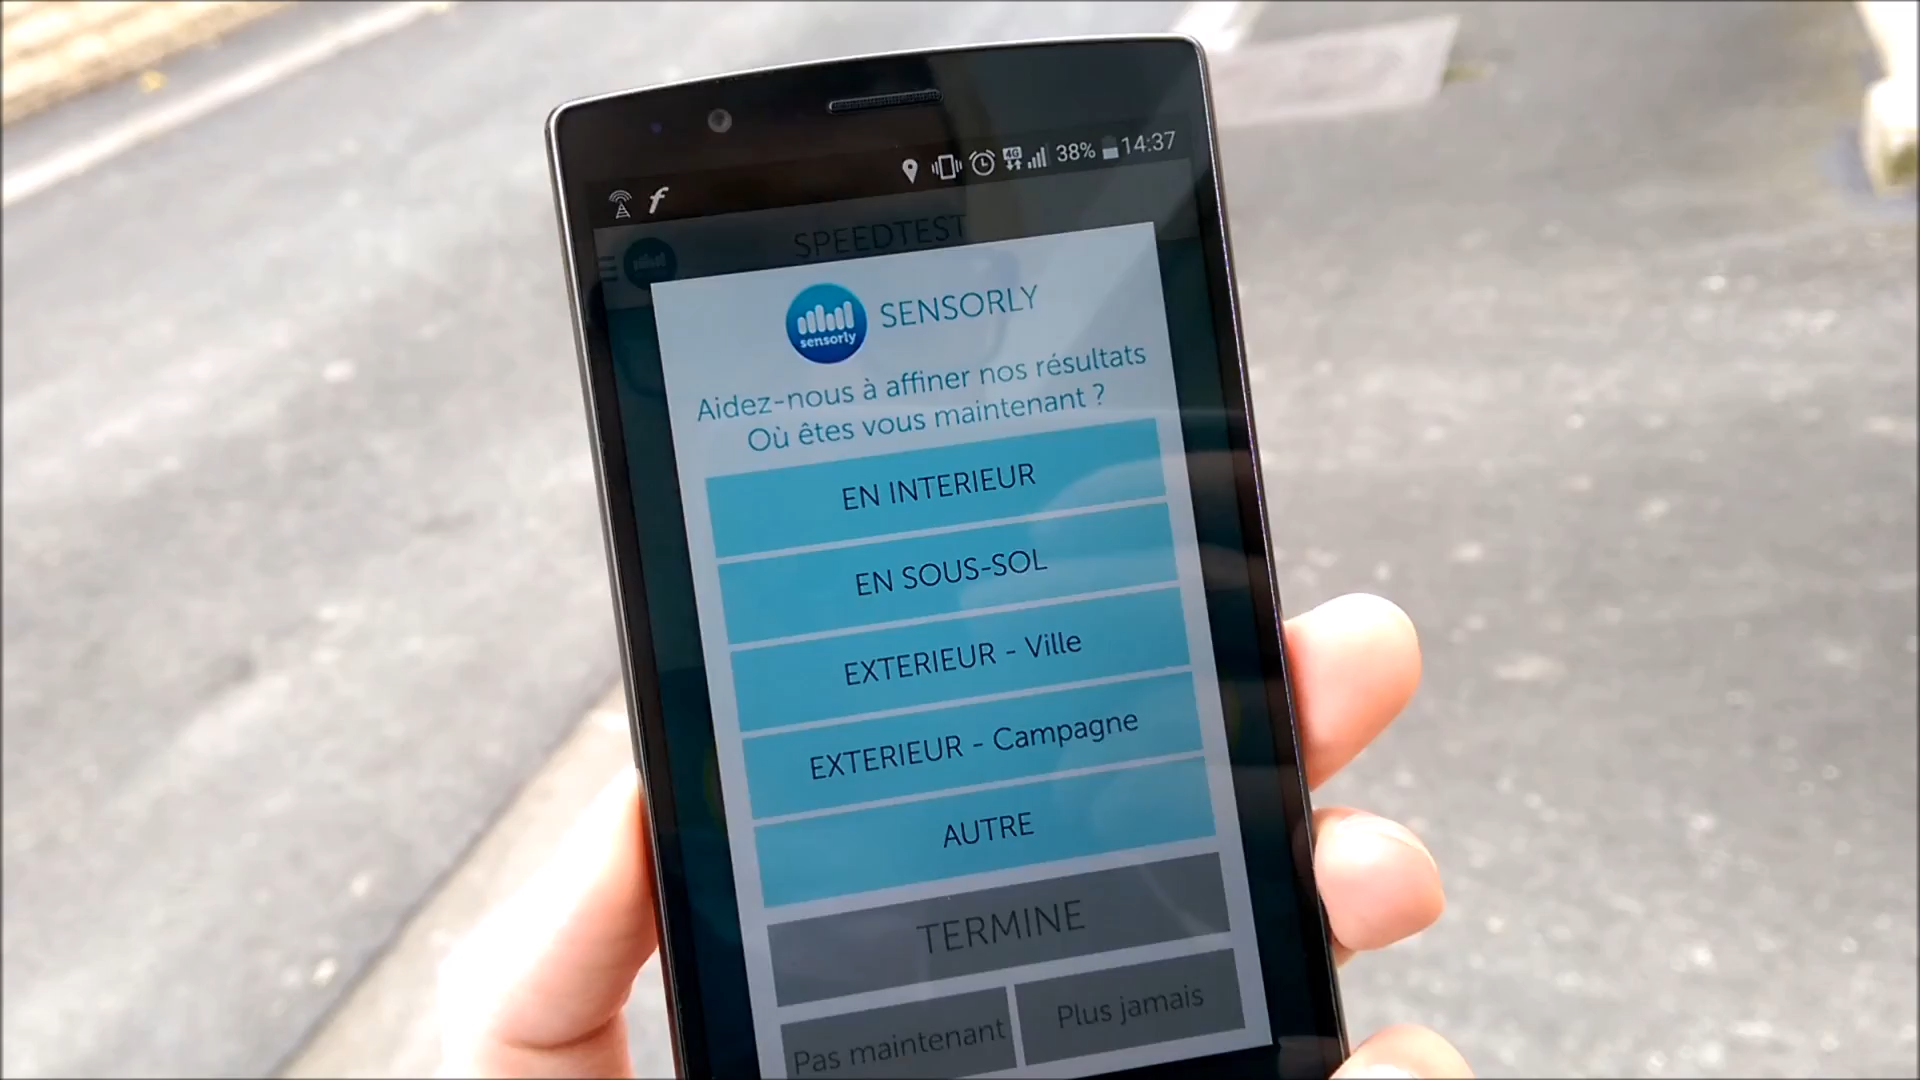 4G 38% 14:37
SPEEDTEST
sensorly
SENSORLY
Aidez-nous à affiner nos résultats
Où êtes vous maintenant ?
EN INTERIEUR
EN SOUS-SOL
EXTERIEUR - Ville
EXTERIEUR - Campagne
AUTRE
TERMINE
Pas maintenant
Plus jamais